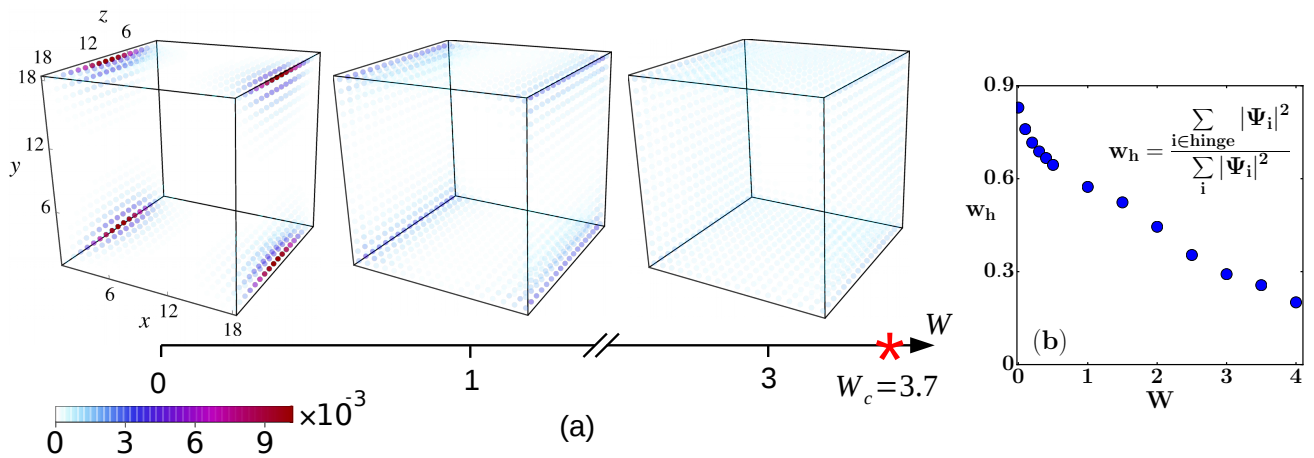 z
18 12 6
18
12
y
6
6
x
12
18
W
0
1
3
W_c=3.7
×10^-3
0 3 6 9
(a)
0.9
w_h = ∑_{i∈hinge} |Ψ_i|^2 / ∑_i |Ψ_i|^2
0.6
w_h
0.3
(b)
0
0 1 2 3 4
W